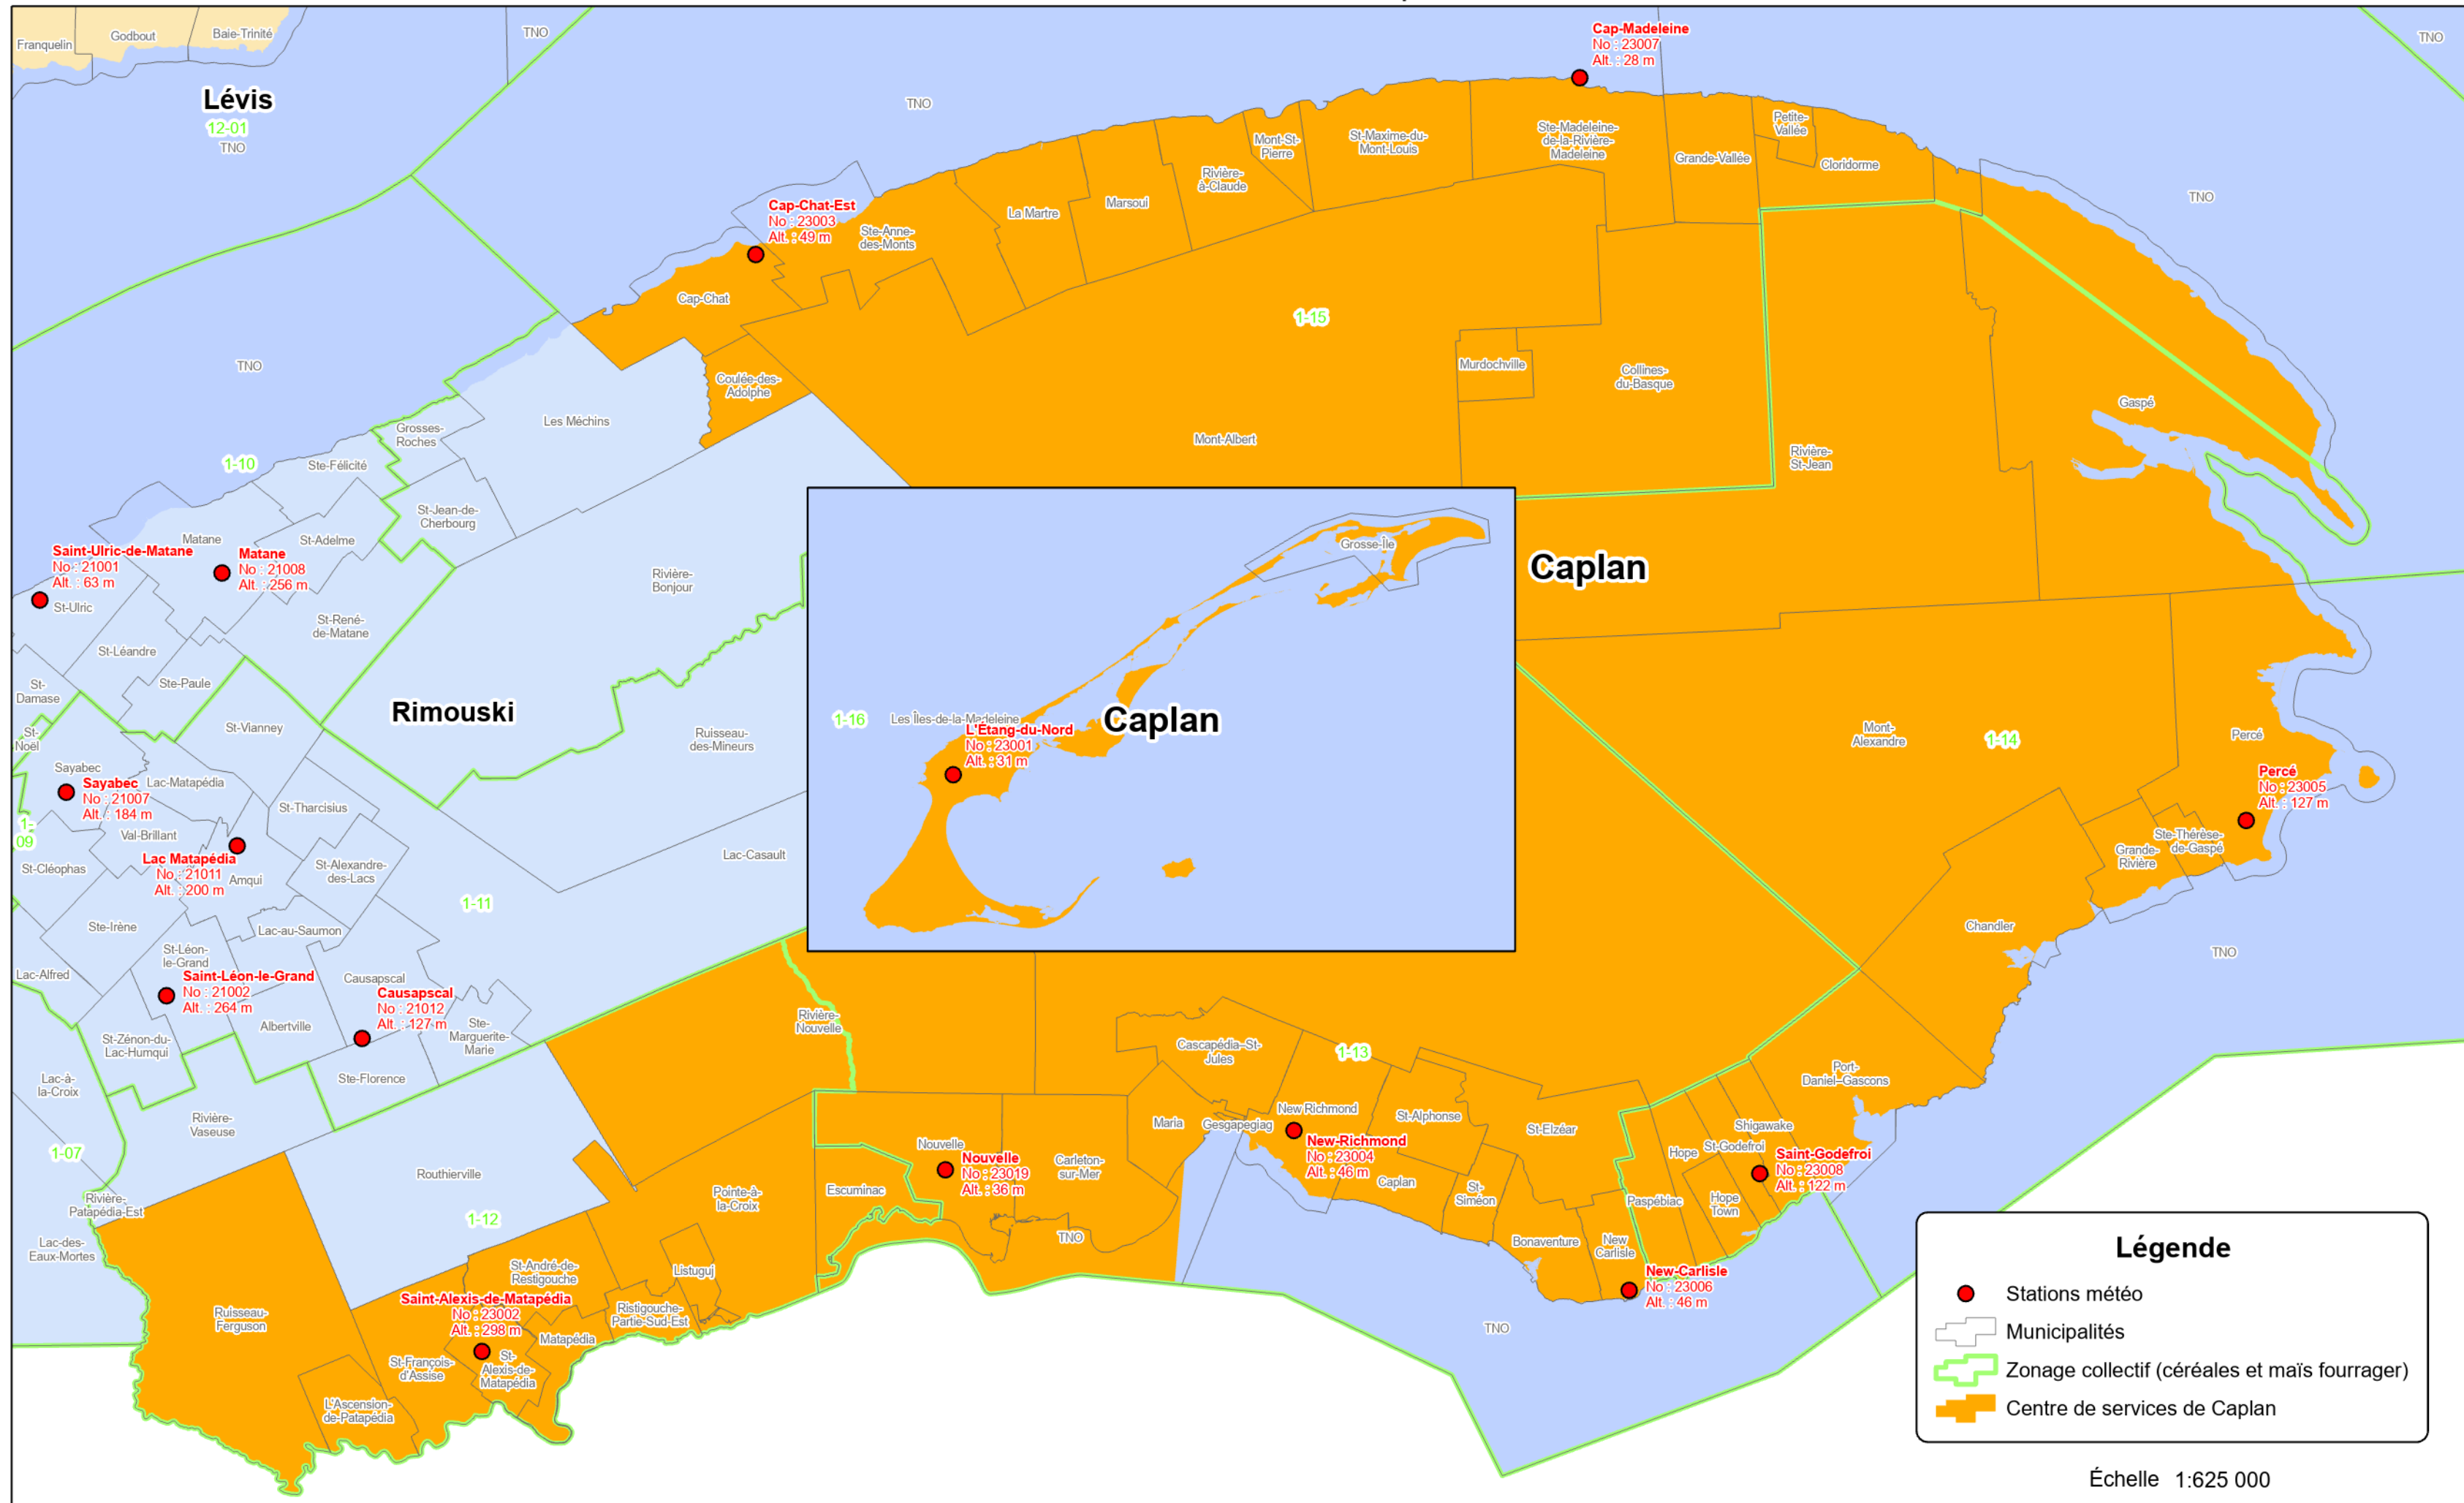 Franquelin
Godbout
Baie-Trinité
TNO
Lévis
12-01
TNO
TNO
Cap-Madeleine
No : 23007
Alt. : 28 m
TNO
TNO
Cap-Chat-Est
No : 23003
Alt. : 49 m
Cap-Chat
Ste-Anne-
des-Monts
La Martre
Marsoui
Rivière-
à-Claude
Mont-St-
Pierre
St-Maxime-du-
Mont-Louis
Ste-Madeleine-
de-la-Rivière-
Madeleine
Grande-Vallée
Petite-
Vallée
Cloridorme
1-15
TNO
1-10
Coulée-des-
Adolphe
Les Méchins
Grosses-
Roches
Ste-Félicité
St-Jean-de-
Cherbourg
St-Adelme
Mont-Albert
Murdochville
Collines-
du-Basque
Rivière-
St-Jean
Gaspé
Matane
Saint-Ulric-de-Matane
No : 21001
Alt. : 63 m
St-Ulric
Matane
No : 21008
Alt. : 256 m
St-René-
de-Matane
Rivière-
Bonjour
St-Léandre
St-
Damase
Ste-Paule
St-Vianney
St-
Noël
Rimouski
Ruisseau-
des-Mineurs
Sayabec
Sayabec
No : 21007
Alt. : 184 m
Lac-Matapédia
St-Tharcisius
1-
09
Val-Brillant
St-Cléophas
Lac Matapédia
No : 21011
Alt. : 200 m
Amqui
St-Alexandre-
des-Lacs
Lac-Casault
1-11
Ste-Irène
Lac-au-Saumon
St-Léon-
le-Grand
Lac-Alfred
Saint-Léon-le-Grand
No : 21002
Alt. : 264 m
Causapscal
Causapscal
No : 21012
Alt. : 127 m
Albertville
Ste-
Marguerite-
Marie
St-Zénon-du-
Lac-Humqui
Ste-Florence
Lac-à-
la-Croix
Rivière-
Vaseuse
1-07
Routhierville
Rivière-
Patapédia-Est
1-12
Lac-des-
Eaux-Mortes
Grosse-Île
1-16
Les Îles-de-la-Madeleine
Caplan
L'Étang-du-Nord
No : 23001
Alt. : 31 m
Caplan
Mont-
Alexandre
1-14
Percé
Percé
No : 23005
Alt. : 127 m
Ste-Thérèse-
de-Gaspé
Grande-
Rivière
Chandler
TNO
Port-
Daniel–Gascons
Rivière-
Nouvelle
Cascapédia–St-
Jules
1-13
Maria
Gesgapegiag
New Richmond
New-Richmond
No : 23004
Alt. : 46 m
Caplan
St-Alphonse
St-Elzéar
St-
Siméon
Bonaventure
New
Carlisle
Paspébiac
Hope
Hope
Town
St-Godefroi
Shigawake
Saint-Godefroi
No : 23008
Alt. : 122 m
New-Carlisle
No : 23006
Alt. : 46 m
TNO
Nouvelle
Nouvelle
No : 23019
Alt. : 36 m
Carleton-
sur-Mer
TNO
Escuminac
Pointe-à-
la-Croix
Listuguj
Ristigouche-
Partie-Sud-Est
St-André-de-
Restigouche
Matapédia
Saint-Alexis-de-Matapédia
No : 23002
Alt. : 298 m
St-
Alexis-de-
Matapédia
St-François-
d'Assise
Ruisseau-
Ferguson
L'Ascension-
de-Patapédia
Légende
Stations météo
Municipalités
Zonage collectif (céréales et maïs fourrager)
Centre de services de Caplan
Échelle 1:625 000